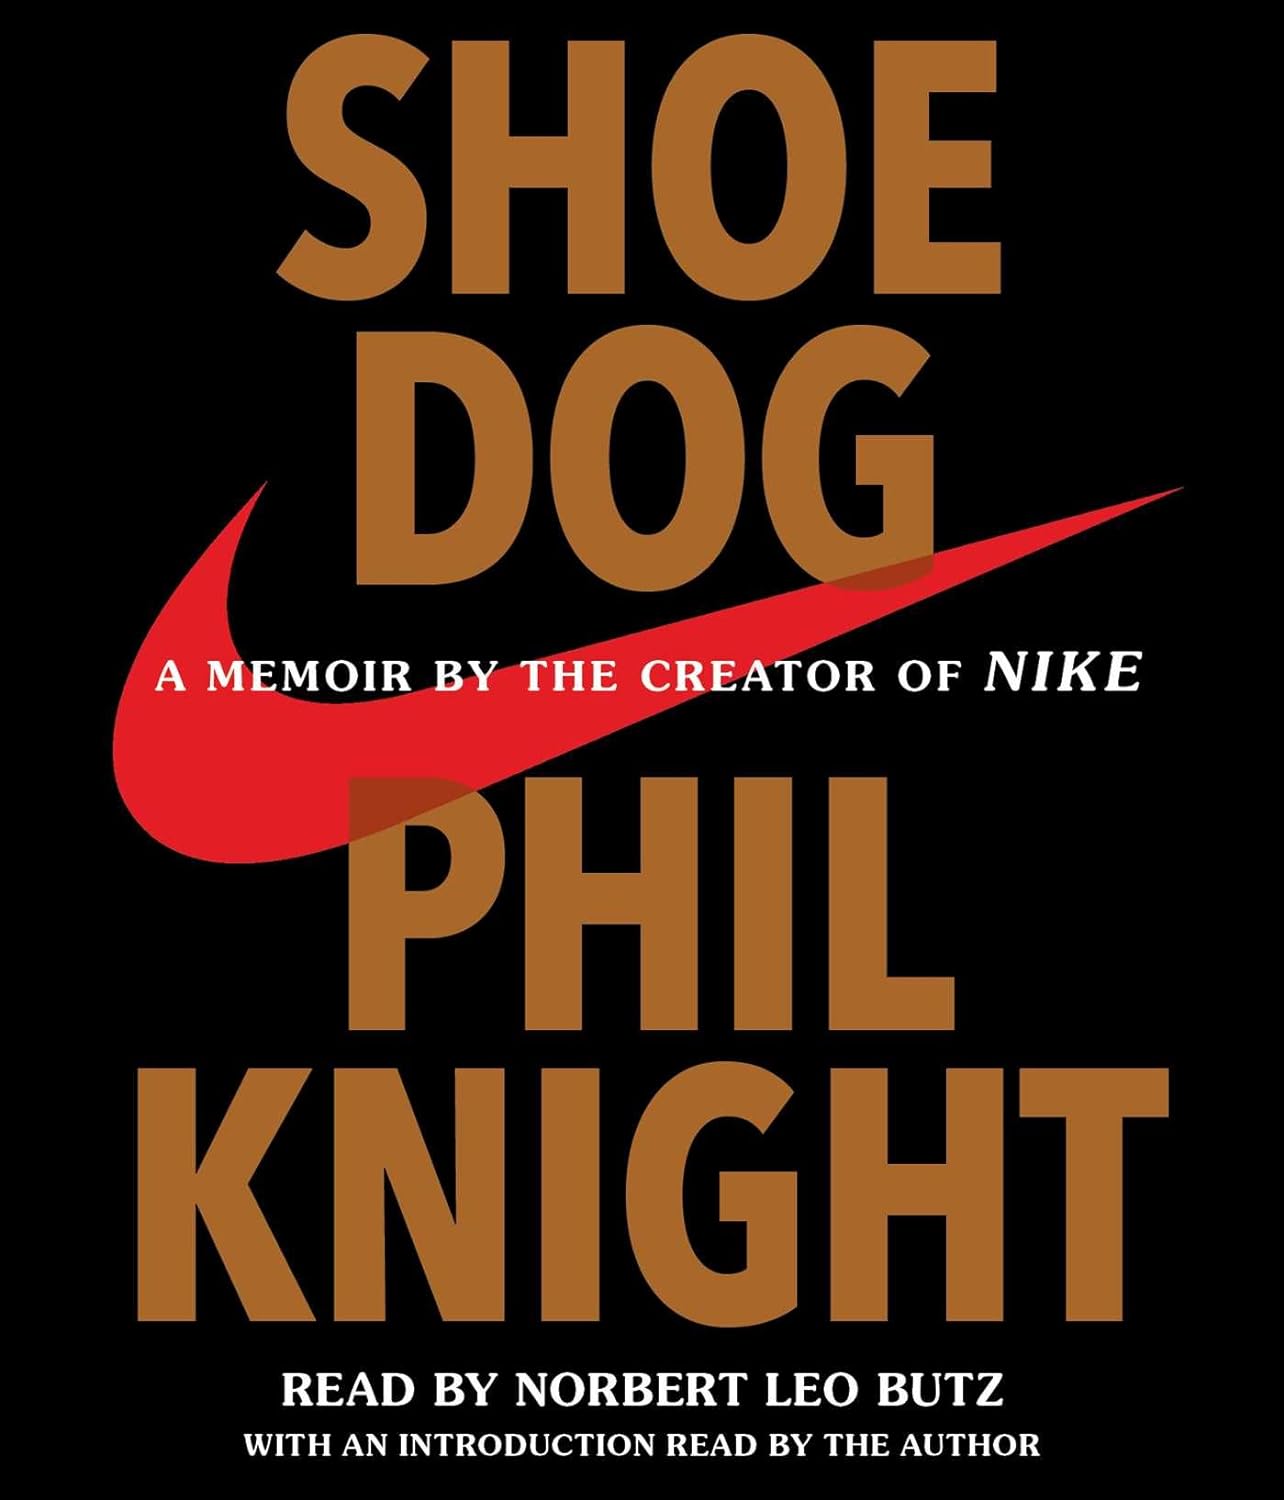 SHOE
DOG
A MEMOIR BY THE CREATOR OF NIKE
PHIL
KNIGHT
READ BY NORBERT LEO BUTZ
WITH AN INTRODUCTION READ BY THE AUTHOR